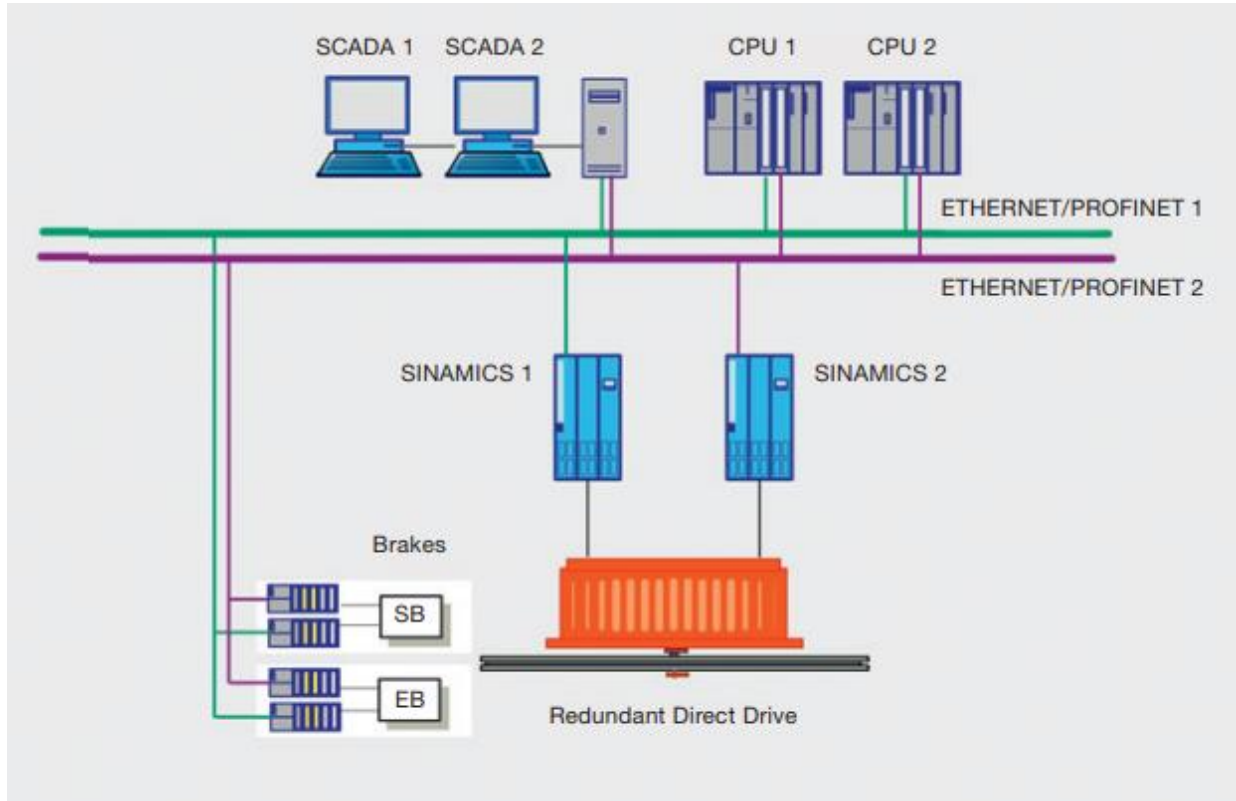 SCADA 1
SCADA 2
CPU 1
CPU 2
ETHERNET/PROFINET 1
ETHERNET/PROFINET 2
SINAMICS 1
SINAMICS 2
Brakes
SB
EB
Redundant Direct Drive